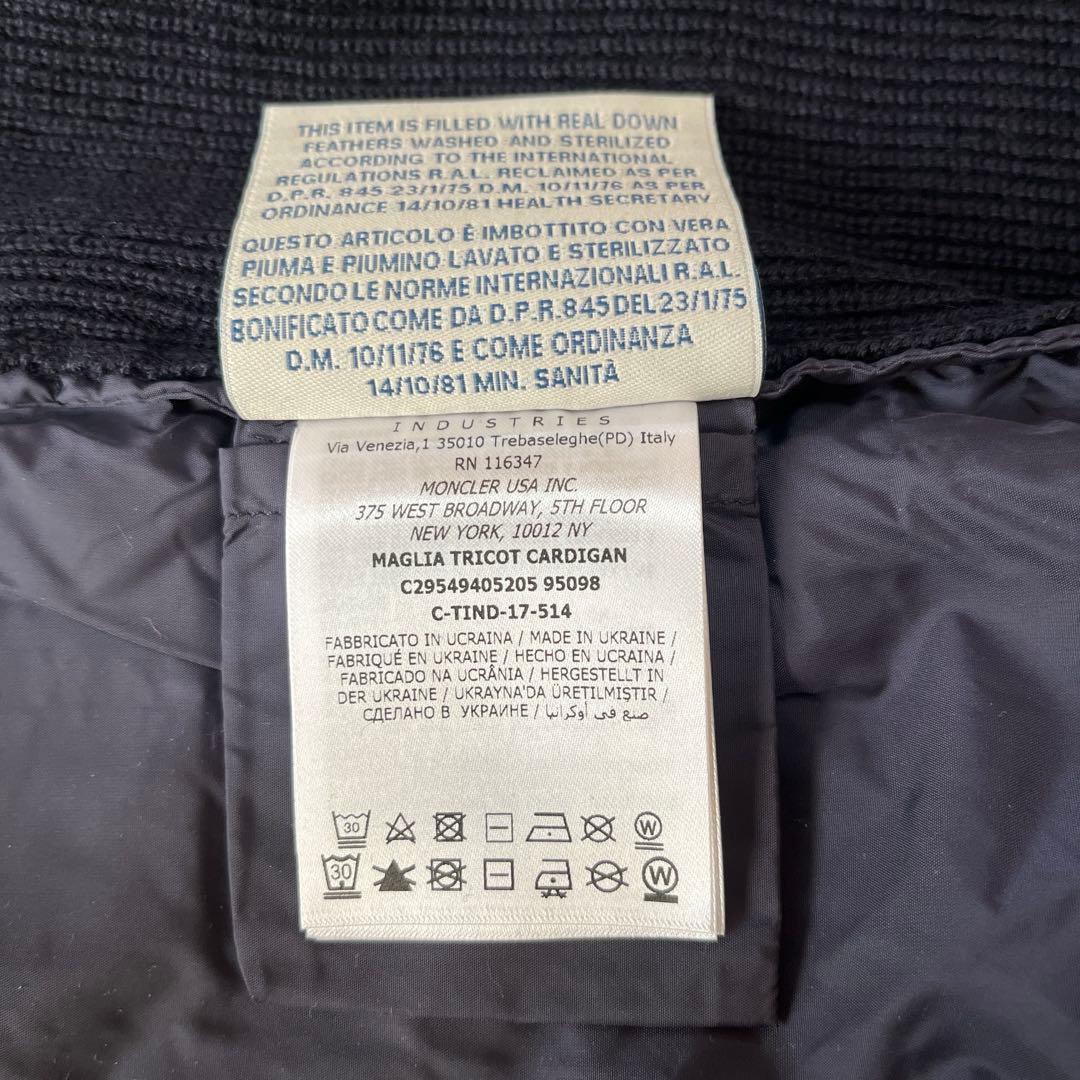 THIS ITEM IS FILLED WITH REAL DOWN
FEATHERS WASHED AND STERILIZED
ACCORDING TO THE INTERNATIONAL
REGULATIONS R.A.L. RECLAIMED AS PER
D.P.R. 845 23/1/75 D.M. 10/11/76 AS PER
ORDINANCE 14/10/81 HEALTH SECRETARY
QUESTO ARTICOLO È IMBOTTITO CON VERA
PIUMA E PIUMINO LAVATO E STERILIZZATO
SECONDO LE NORME INTERNAZIONALI R.A.L.
BONIFICATO COME DA D.P.R. 845 DEL 23/1/75
D.M. 10/11/76 E COME ORDINANZA
14/10/81 MIN. SANITÀ
INDUSTRIES
Via Venezia,1 35010 Trebaseleghe(PD) Italy
RN 116347
MONCLER USA INC.
375 WEST BROADWAY, 5TH FLOOR
NEW YORK, 10012 NY
MAGLIA TRICOT CARDIGAN
C29549405205 95098
C-TIND-17-514
FABBRICATO IN UCRAINA / MADE IN UKRAINE /
FABRIQUÉ EN UKRAINE / HECHO EN UCRAINA /
FABRICADO NA UCRÂNIA / HERGESTELLT IN
DER UKRAINE / UKRAYNA'DA ÜRETILMISTIR /
СДЕЛАНО В УКРАИНЕ / صنع في أوكرانيا
30 W
30 W